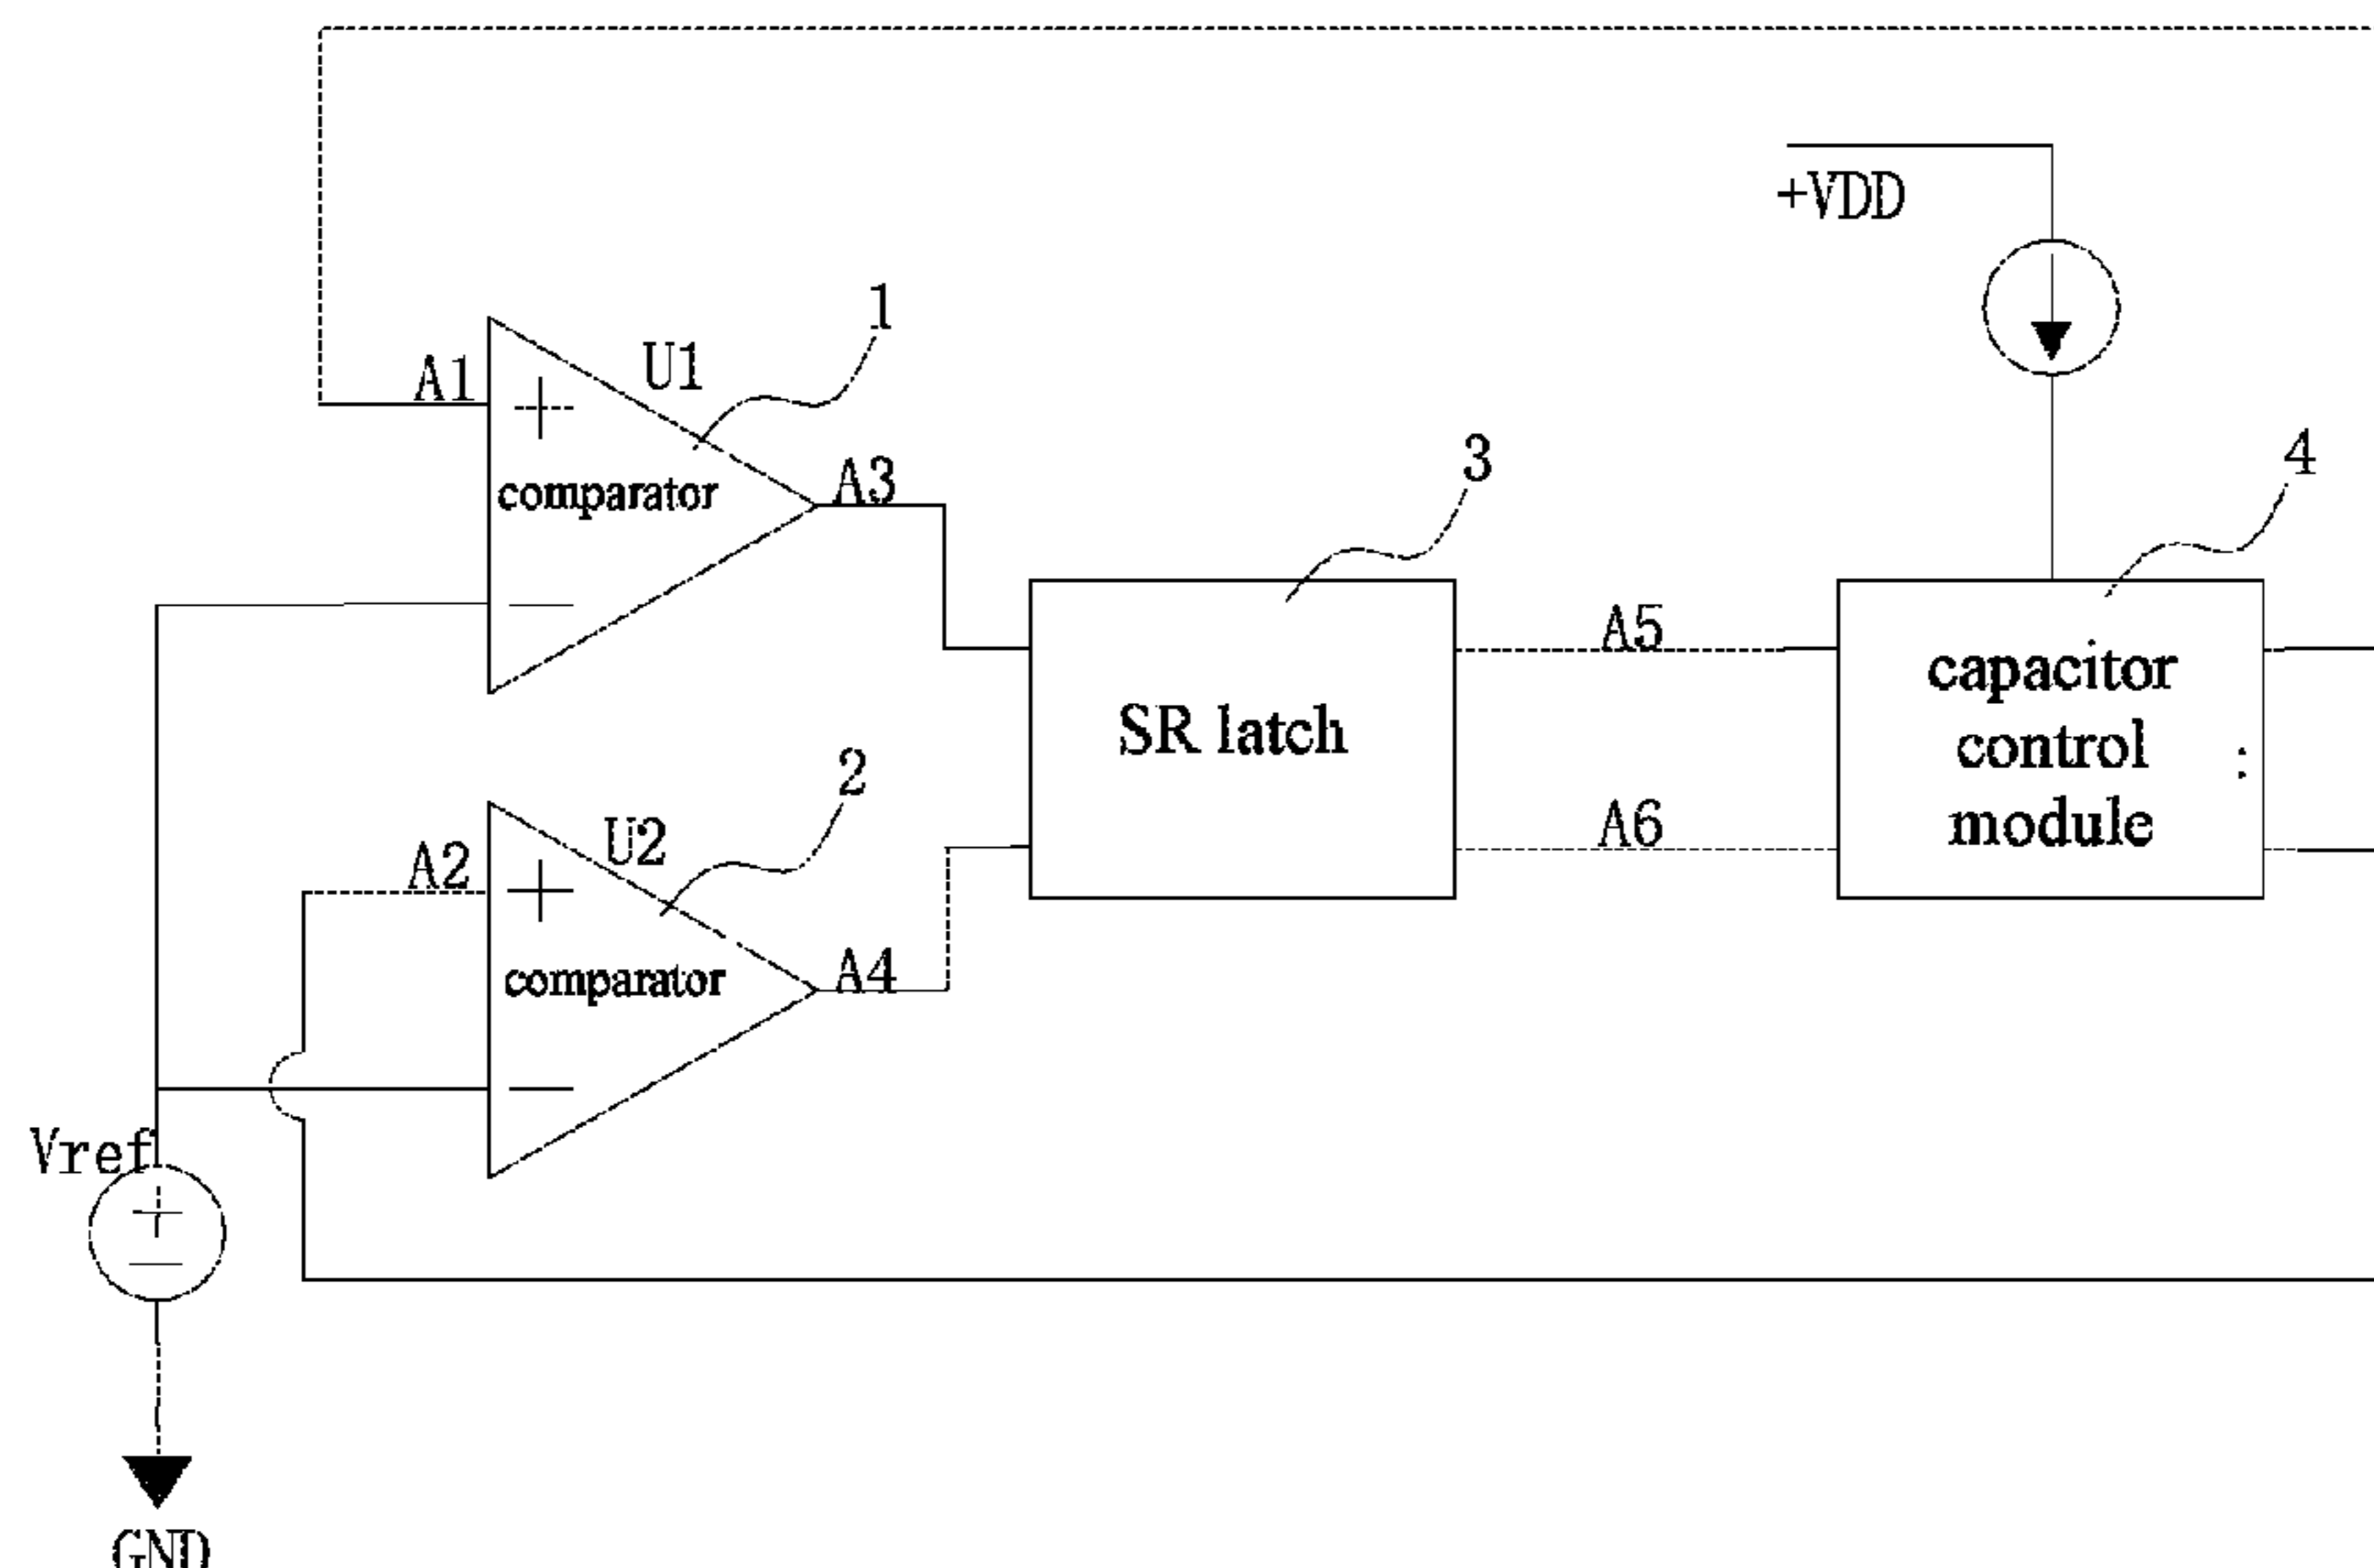 +VDD
1
U1
A1
+
comparator
A3
−
3
4
A5
SR latch
capacitor
control
module
:
A6
2
U2
A2
+
comparator
A4
−
Vref
+
−
GND